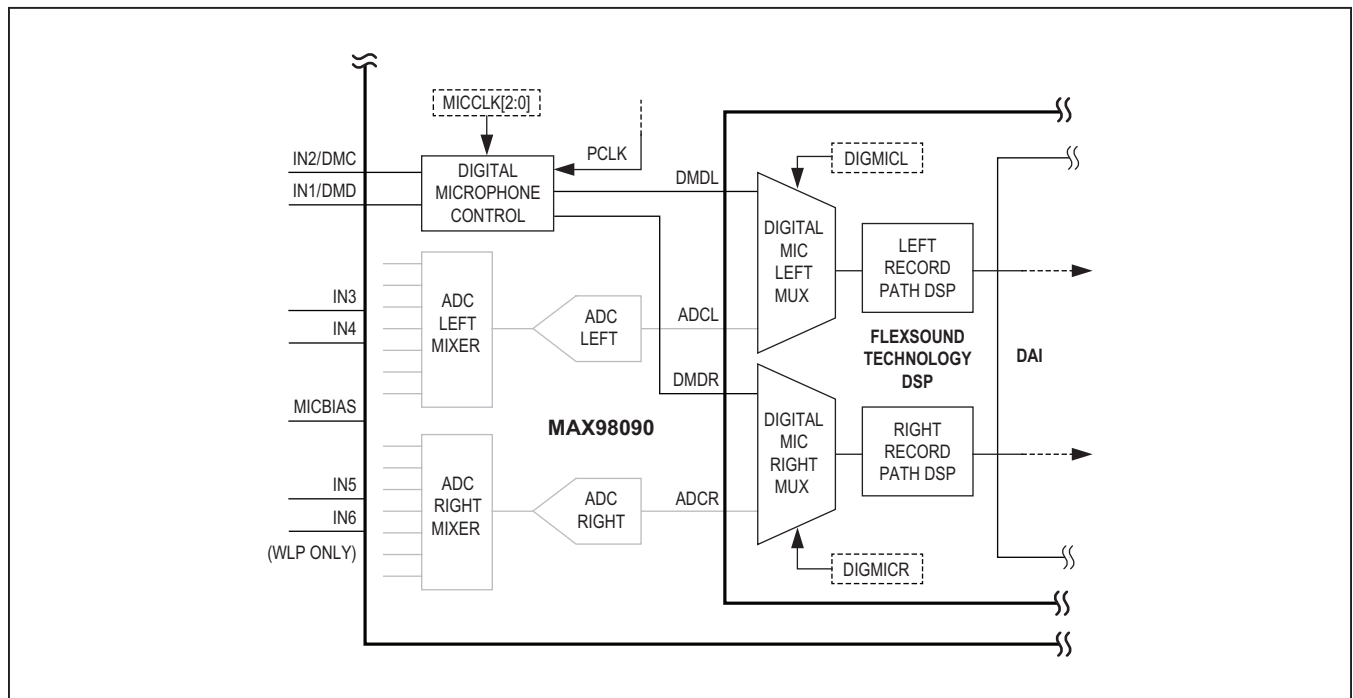 MICCLK[2:0]
PCLK
IN2/DMC
IN1/DMD
DIGITAL
MICROPHONE
CONTROL
DMDL
DIGMICL
DIGITAL
MIC
LEFT
MUX
LEFT
RECORD
PATH DSP
IN3
IN4
ADC
LEFT
MIXER
ADC
LEFT
ADCL
FLEXSOUND
TECHNOLOGY
DSP
DAI
DMDR
MICBIAS
MAX98090
DIGITAL
MIC
RIGHT
MUX
RIGHT
RECORD
PATH DSP
IN5
IN6
(WLP ONLY)
ADC
RIGHT
MIXER
ADC
RIGHT
ADCR
DIGMICR